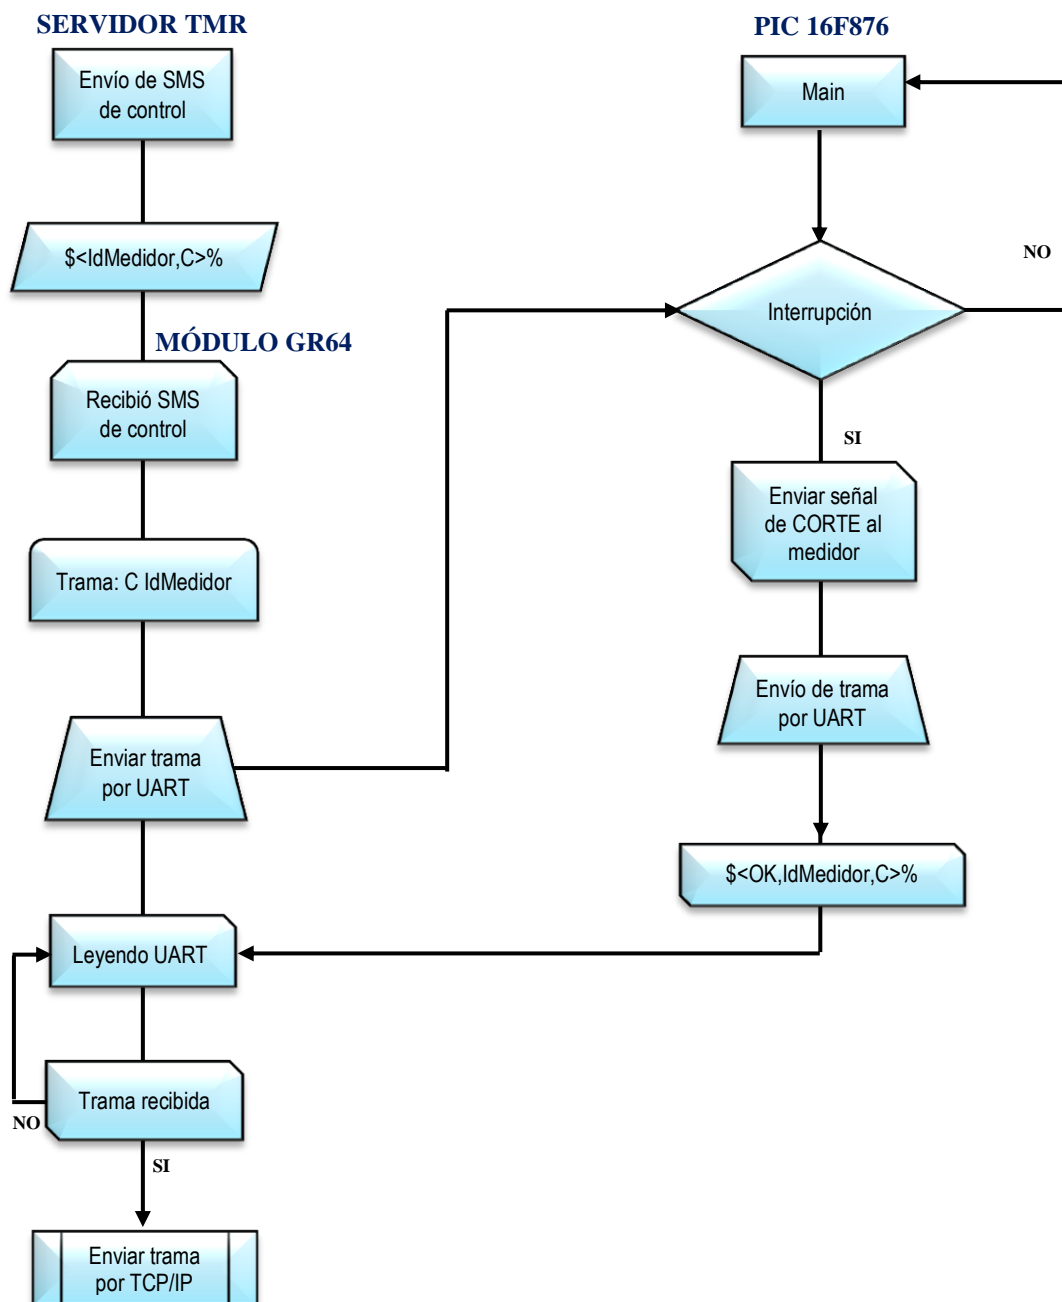 SERVIDOR TMR
Envío de SMS
de control
$<IdMedidor,C>%
MÓDULO GR64
Recibió SMS
de control
Trama: C IdMedidor
Enviar trama
por UART
Leyendo UART
Trama recibida
NO
SI
Enviar trama
por TCP/IP
PIC 16F876
Main
NO
Interrupción
SI
Enviar señal
de CORTE al
medidor
Envío de trama
por UART
$<OK,IdMedidor,C>%